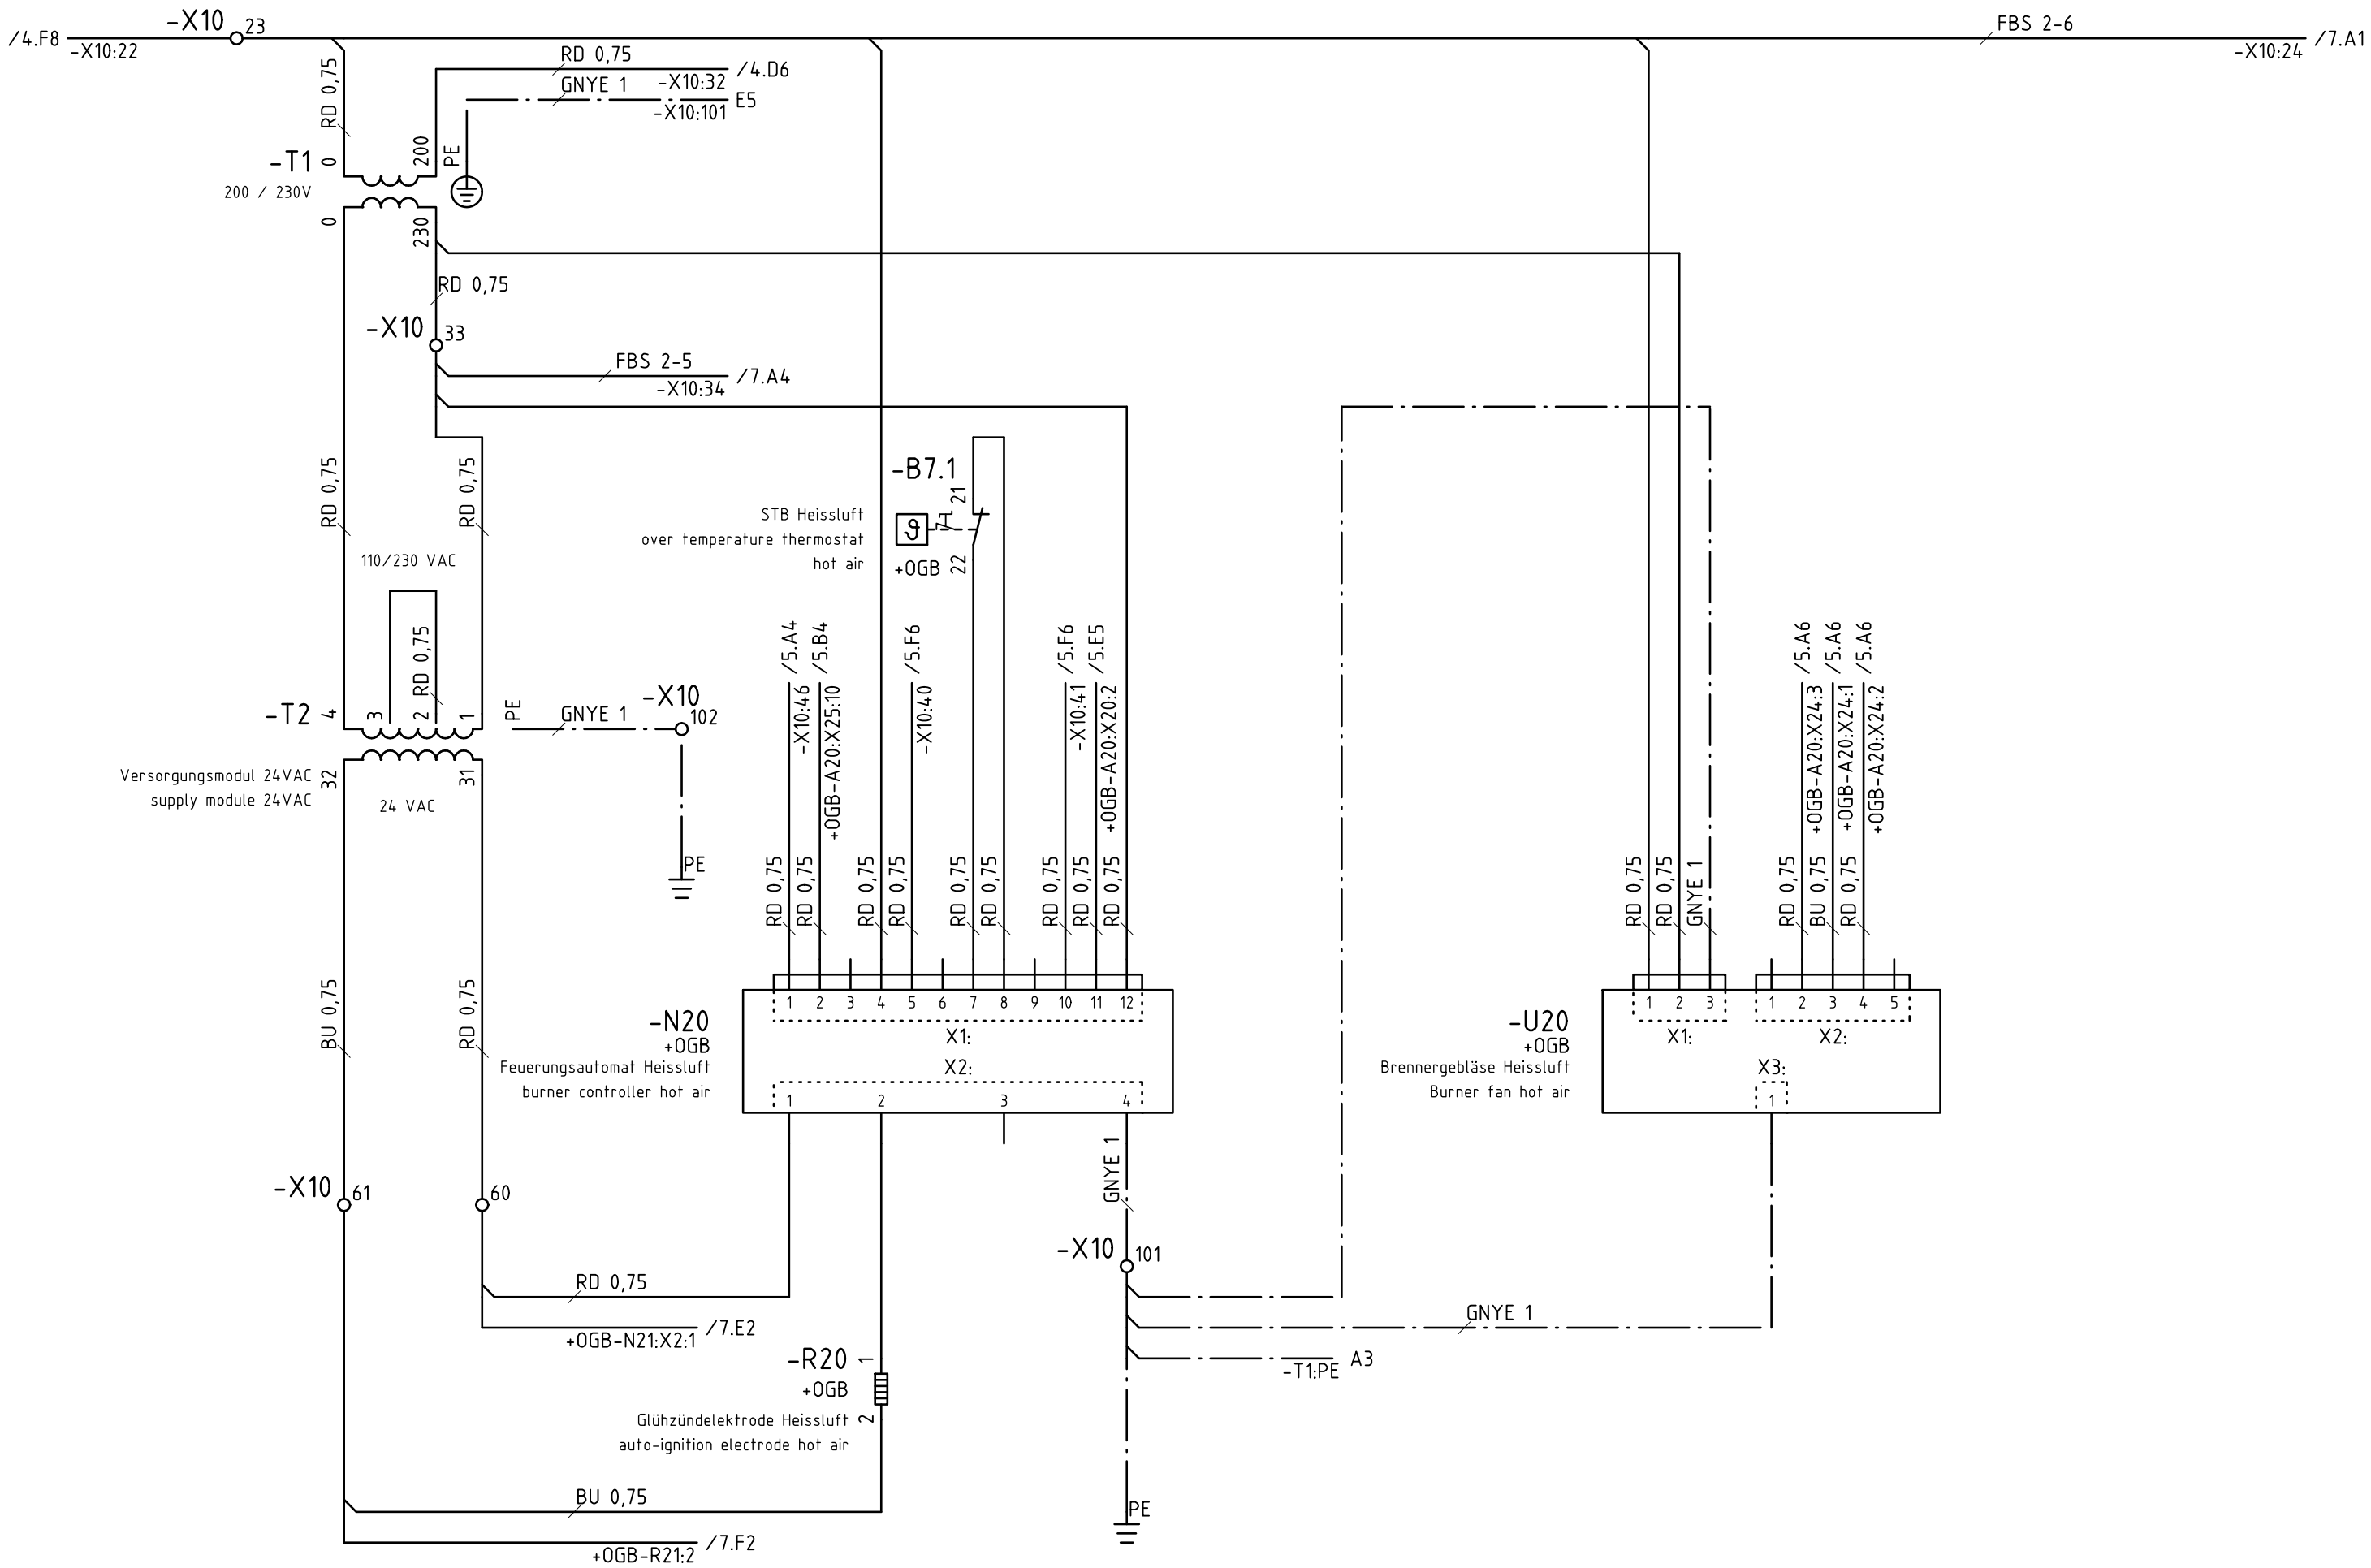 -X10
23
/4.F8
-X10:22
FBS 2-6
/7.A1
-X10:24
RD 0,75
RD 0,75
/4.D6
-X10:32
GNYE 1
E5
-X10:101
-T1
0
200
PE
200 / 230V
0
230
RD 0,75
-X10
33
FBS 2-5
/7.A4
-X10:34
RD 0,75
RD 0,75
-B7.1
21
22
STB Heissluft
over temperature thermostat
hot air
ϑ
+0GB
110/230 VAC
RD 0,75
-T2
4
3
2
1
PE
GNYE 1
-X10
102
PE
Versorgungsmodul 24VAC
supply module 24VAC
32
31
24 VAC
/5.A4
-X10:46
/5.B4
+0GB-A20:X25:10
/5.F6
-X10:40
/5.F6
-X10:41
/5.E5
+0GB-A20:X20:2
RD 0,75
RD 0,75
RD 0,75
RD 0,75
RD 0,75
RD 0,75
RD 0,75
RD 0,75
RD 0,75
/5.A6
+0GB-A20:X24:3
/5.A6
+0GB-A20:X24:1
/5.A6
+0GB-A20:X24:2
RD 0,75
RD 0,75
GNYE 1
RD 0,75
BU 0,75
RD 0,75
BU 0,75
RD 0,75
-N20
+0GB
Feuerungsautomat Heissluft
burner controller hot air
1 2 3 4 5 6 7 8 9 10 11 12
X1:
X2:
1 2 3 4
-U20
+0GB
Brennergebläse Heissluft
Burner fan hot air
1 2 3
X1:
1 2 3 4 5
X2:
X3:
1
GNYE 1
-X10
61
60
-X10
101
RD 0,75
/7.E2
+0GB-N21:X2:1
GNYE 1
A3
-T1:PE
-R20
1
+0GB
2
Glühzündelektrode Heissluft
auto-ignition electrode hot air
BU 0,75
PE
/7.F2
+0GB-R21:2